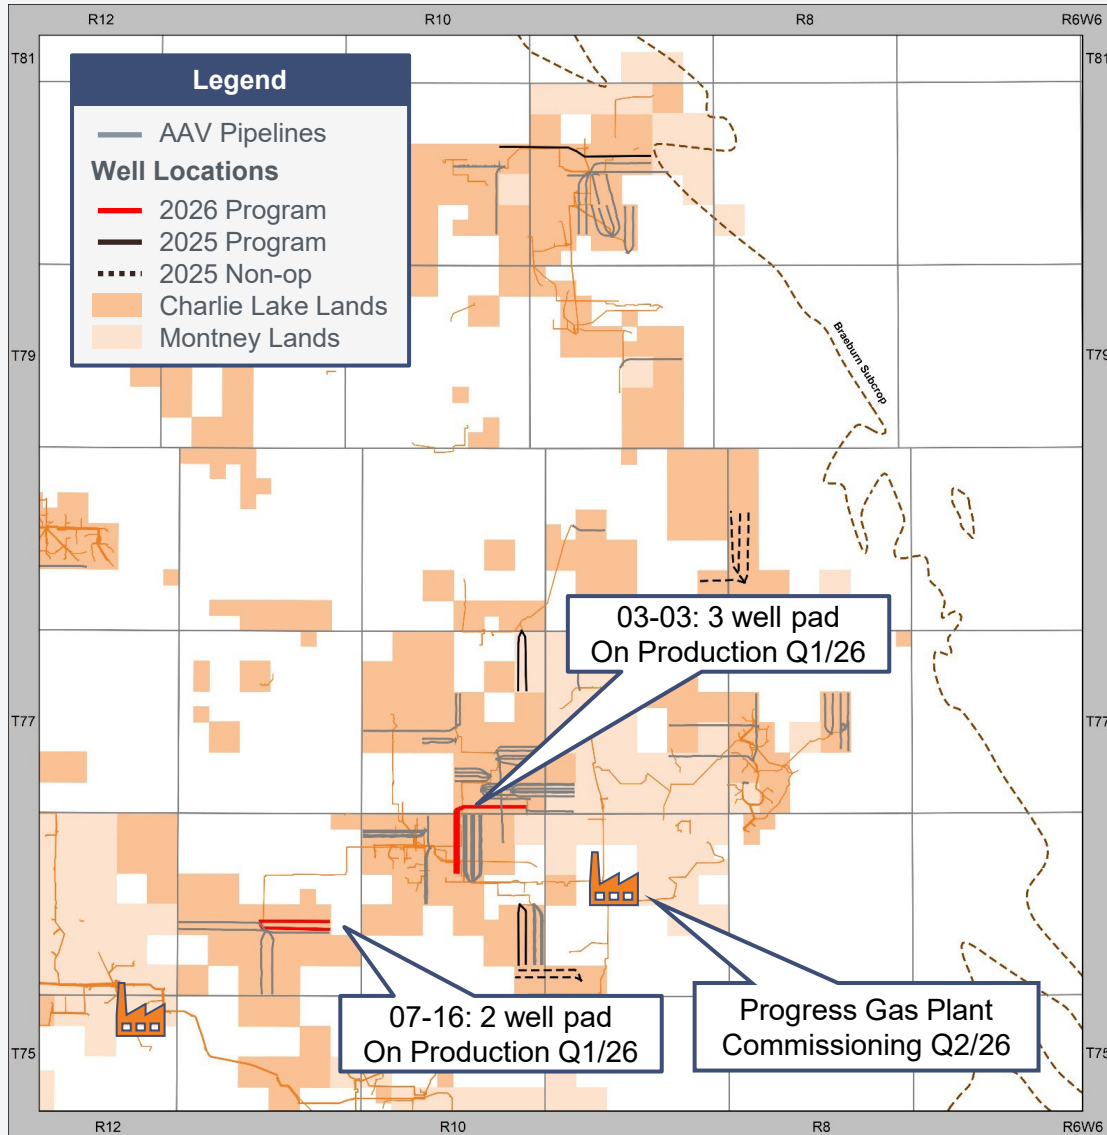 R12
R10
R8
R6W6
T81
T81
Legend
AAV Pipelines
Well Locations
2026 Program
2025 Program
2025 Non-op
Charlie Lake Lands
Montney Lands
T79
T79
Braeburn Subcrop
03-03: 3 well pad
On Production Q1/26
T77
T77
07-16: 2 well pad
On Production Q1/26
Progress Gas Plant
Commissioning Q2/26
T75
T75
R12
R10
R8
R6W6